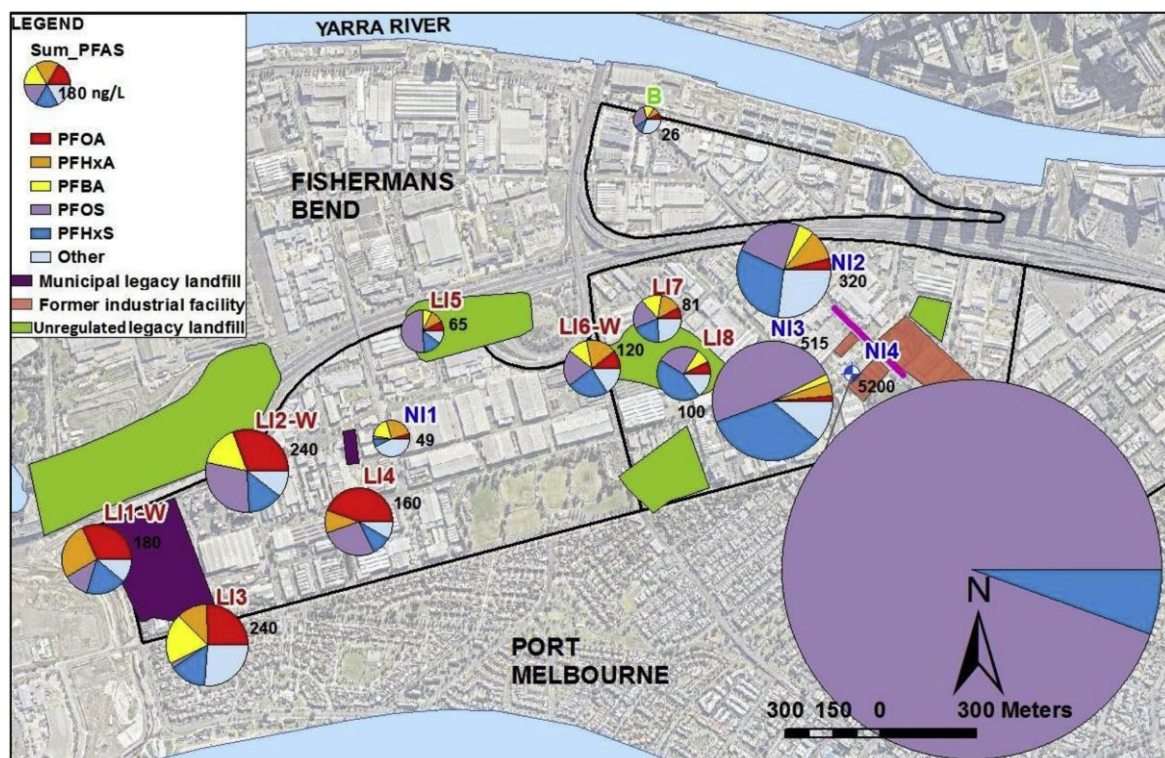 LEGEND
Sum_PFAS
180 ng/L
PFOA
PFHxA
PFBA
PFOS
PFHxS
Other
Municipal legacy landfill
Former industrial facility
Unregulated legacy landfill
YARRA RIVER
B
26
FISHERMANS
BEND
NI2
320
LI7
81
LI5
65
LI6-W
120
NI3
515
LI8
100
NI4
5200
LI2-W
240
NI1
49
LI4
160
LI1-W
180
LI3
240
PORT
MELBOURNE
N
300 150 0 300 Meters